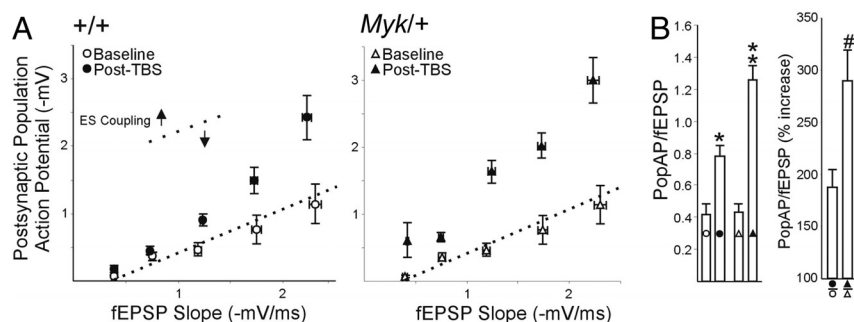 A
+/+
Baseline
Post-TBS
ES Coupling
Postsynaptic Population
Action Potential (-mV)
3
2
1
1
2
fEPSP Slope (-mV/ms)
Myk/+
Baseline
Post-TBS
3
2
1
1
2
fEPSP Slope (-mV/ms)
B
PopAP/fEPSP
1.6
1.4
1.2
1.0
0.8
0.6
0.4
0.2
*
**
PopAP/fEPSP (% increase)
350
300
250
200
150
100
#